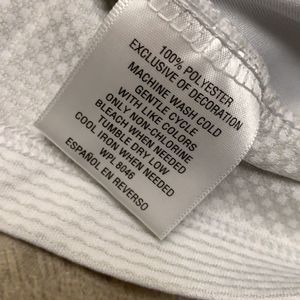 100% POLYESTER
EXCLUSIVE OF DECORATION
MACHINE WASH COLD
GENTLE CYCLE
WITH LIKE COLORS
ONLY NON-CHLORINE
BLEACH WHEN NEEDED
TUMBLE DRY LOW
COOL IRON WHEN NEEDED
WPL 8046
ESPAÑOL EN REVERSO